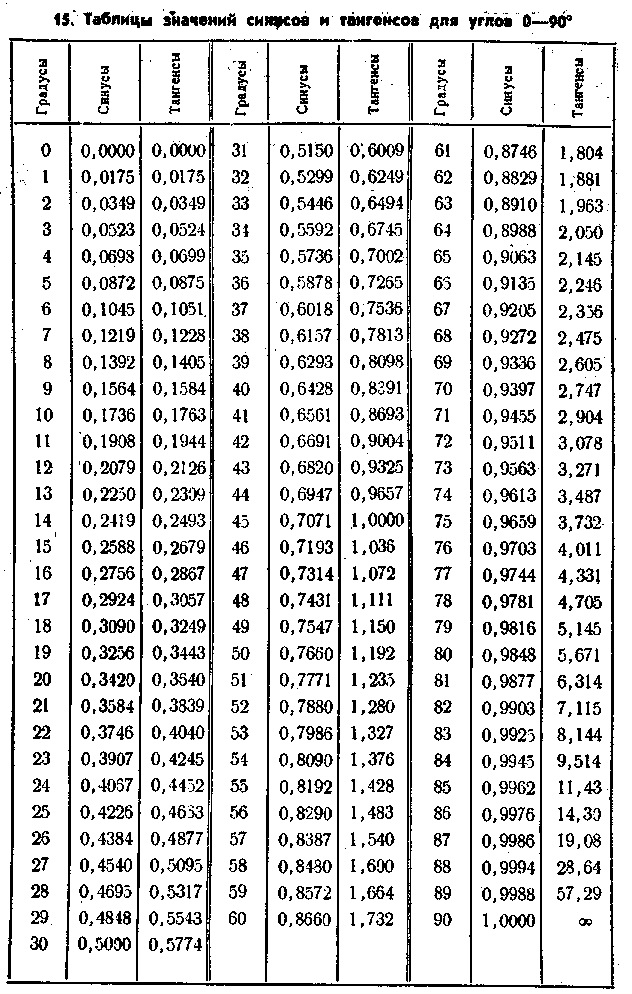 15. Таблицы значений синусов и тангенсов для углов 0—90°
Градусы Синусы Тангенсы Градусы Синусы Тангенсы Градусы Синусы Тангенсы
0 0,0000 0,0000 31 0,5150 0,6009 61 0,8746 1,804
1 0,0175 0,0175 32 0,5299 0,6249 62 0,8829 1,881
2 0,0349 0,0349 33 0,5446 0,6494 63 0,8910 1,963
3 0,0523 0,0524 34 0,5592 0,6745 64 0,8988 2,050
4 0,0698 0,0699 35 0,5736 0,7002 65 0,9063 2,145
5 0,0872 0,0875 36 0,5878 0,7265 66 0,9135 2,246
6 0,1045 0,1051 37 0,6018 0,7536 67 0,9205 2,356
7 0,1219 0,1228 38 0,6157 0,7813 68 0,9272 2,475
8 0,1392 0,1405 39 0,6293 0,8098 69 0,9336 2,605
9 0,1564 0,1584 40 0,6428 0,8391 70 0,9397 2,747
10 0,1736 0,1763 41 0,6561 0,8693 71 0,9455 2,904
11 0,1908 0,1944 42 0,6691 0,9004 72 0,9511 3,078
12 0,2079 0,2126 43 0,6820 0,9325 73 0,9563 3,271
13 0,2250 0,2309 44 0,6947 0,9657 74 0,9613 3,487
14 0,2419 0,2493 45 0,7071 1,0000 75 0,9659 3,732
15 0,2588 0,2679 46 0,7193 1,036 76 0,9703 4,011
16 0,2756 0,2867 47 0,7314 1,072 77 0,9744 4,331
17 0,2924 0,3057 48 0,7431 1,111 78 0,9781 4,705
18 0,3090 0,3249 49 0,7547 1,150 79 0,9816 5,145
19 0,3256 0,3443 50 0,7660 1,192 80 0,9848 5,671
20 0,3420 0,3640 51 0,7771 1,235 81 0,9877 6,314
21 0,3584 0,3839 52 0,7880 1,280 82 0,9903 7,115
22 0,3746 0,4040 53 0,7986 1,327 83 0,9925 8,144
23 0,3907 0,4245 54 0,8090 1,376 84 0,9945 9,514
24 0,4067 0,4452 55 0,8192 1,428 85 0,9962 11,43
25 0,4226 0,4663 56 0,8290 1,483 86 0,9976 14,30
26 0,4384 0,4877 57 0,8387 1,540 87 0,9986 19,08
27 0,4540 0,5095 58 0,8480 1,600 88 0,9994 28,64
28 0,4695 0,5317 59 0,8572 1,664 89 0,9988 57,29
29 0,4848 0,5543 60 0,8660 1,732 90 1,0000 ∞
30 0,5000 0,5774